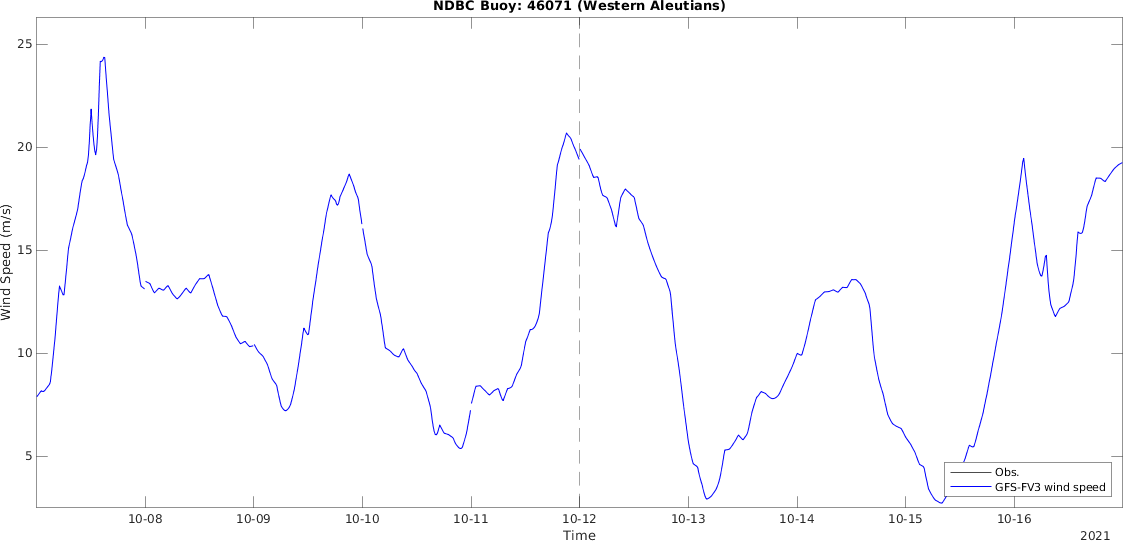 NDBC Buoy: 46071 (Western Aleutians)
25
20
15
10
5
Wind Speed (m/s)
Obs.
GFS-FV3 wind speed
10-08 10-09 10-10 10-11 10-12 10-13 10-14 10-15 10-16
Time
2021